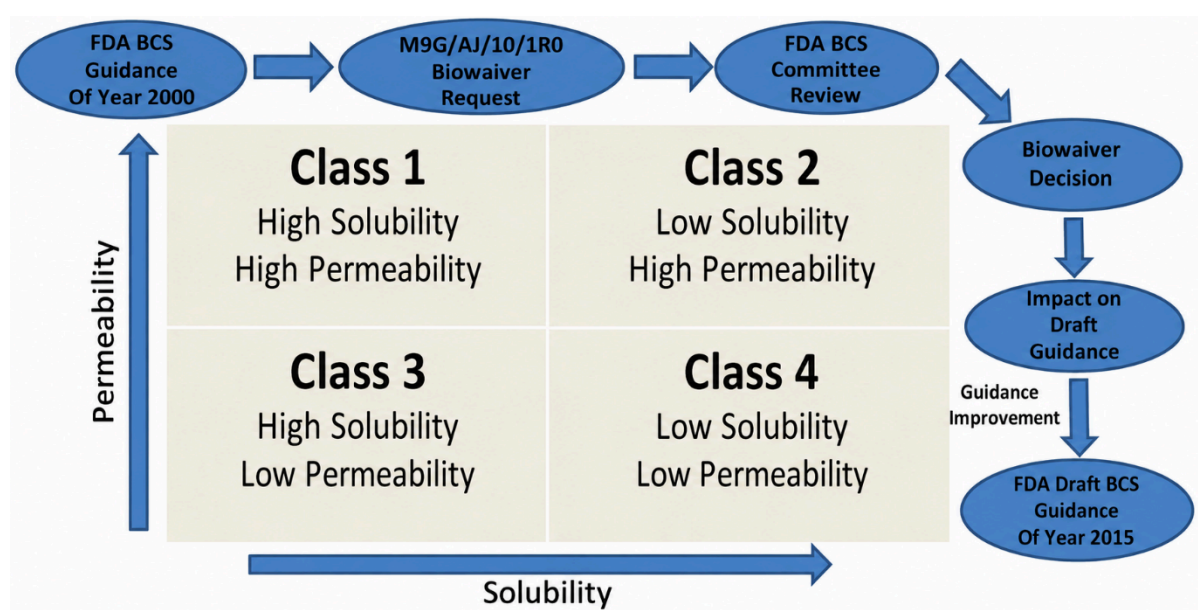 FDA BCS
Guidance
Of Year 2000
M9G/AJ/10/1R0
Biowaiver
Request
FDA BCS
Committee
Review
Biowaiver
Decision
Impact on
Draft
Guidance
Guidance
Improvement
FDA Draft BCS
Guidance
Of Year 2015
Permeability
Class 1
High Solubility
High Permeability
Class 2
Low Solubility
High Permeability
Class 3
High Solubility
Low Permeability
Class 4
Low Solubility
Low Permeability
Solubility